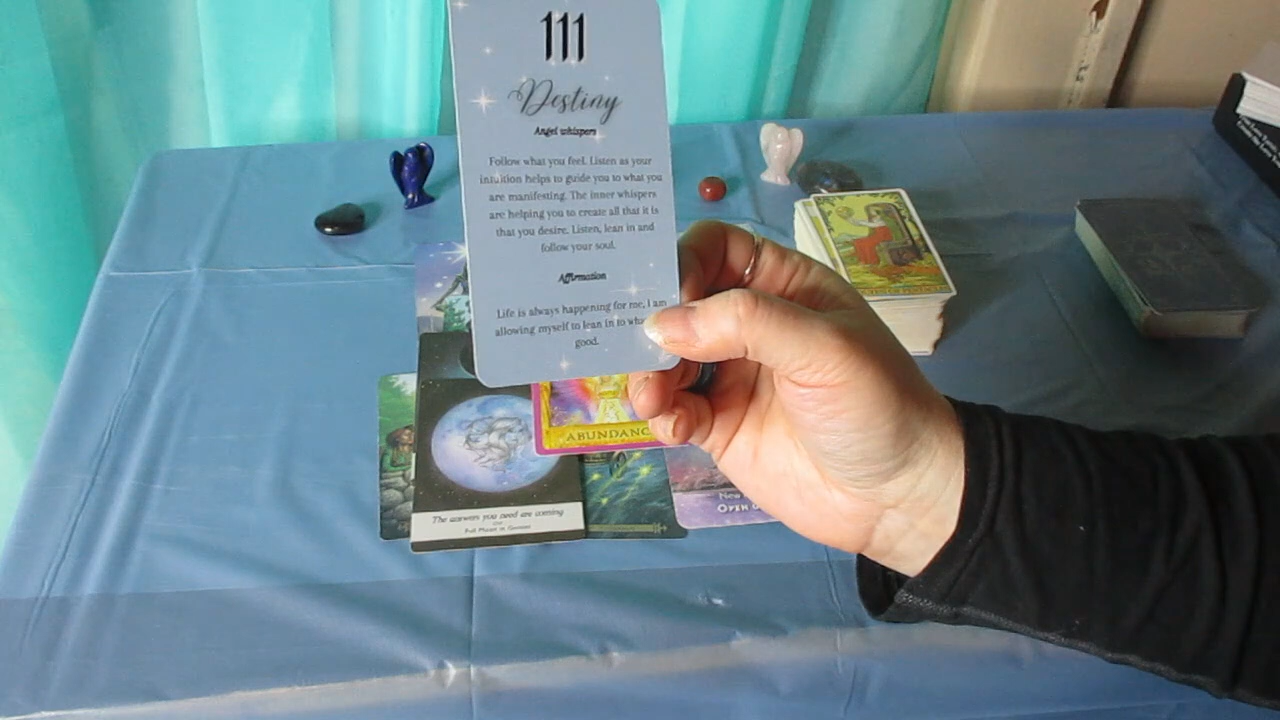 111
Destiny
Angel whispers
Follow what you feel. Listen as your
intuition helps to guide you to what you
are manifesting. The inner whispers
are helping you to create all that it is
that you desire. Listen, lean in and
follow your soul.
Affirmation
Life is always happening for me, I am
allowing myself to lean in to
good.
ABUNDANC
The answers you need are coming
Full Moon in Gemini
New
OPEN